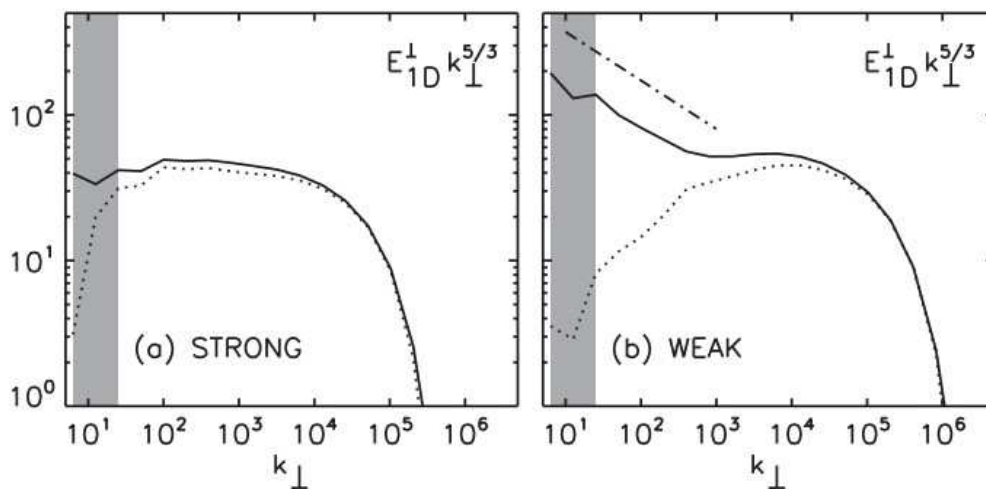 E⊥1D k⊥5/3
E⊥1D k⊥5/3
10²
10¹
10⁰
(a) STRONG
(b) WEAK
10¹ 10² 10³ 10⁴ 10⁵ 10⁶
10¹ 10² 10³ 10⁴ 10⁵ 10⁶
k⊥
k⊥